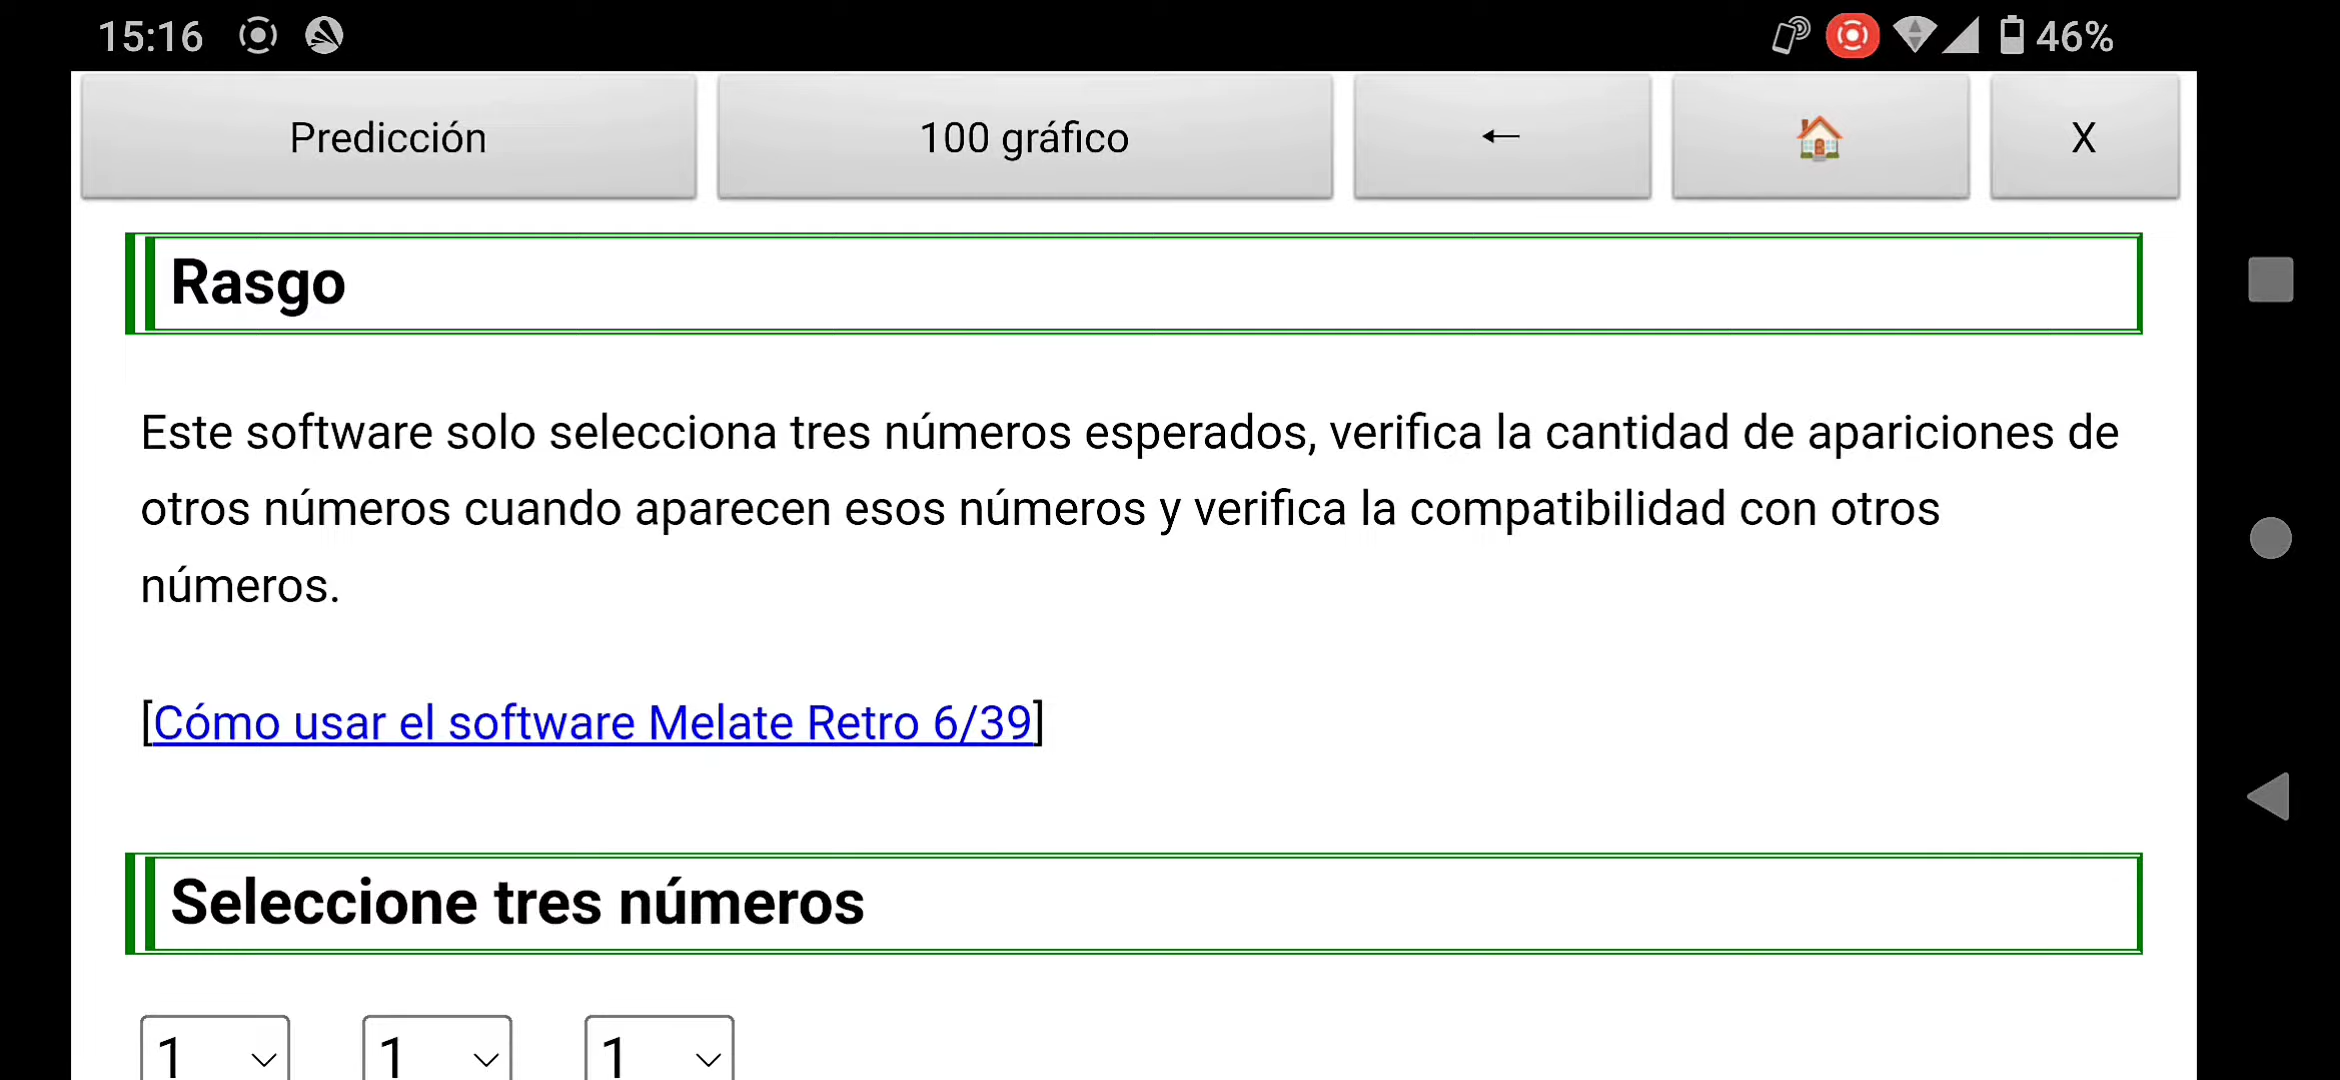 15:16
46%
Predicción
100 gráfico
←
X
Rasgo
Este software solo selecciona tres números esperados, verifica la cantidad de apariciones de
otros números cuando aparecen esos números y verifica la compatibilidad con otros
números.
[Cómo usar el software Melate Retro 6/39]
Seleccione tres números
1 1 1